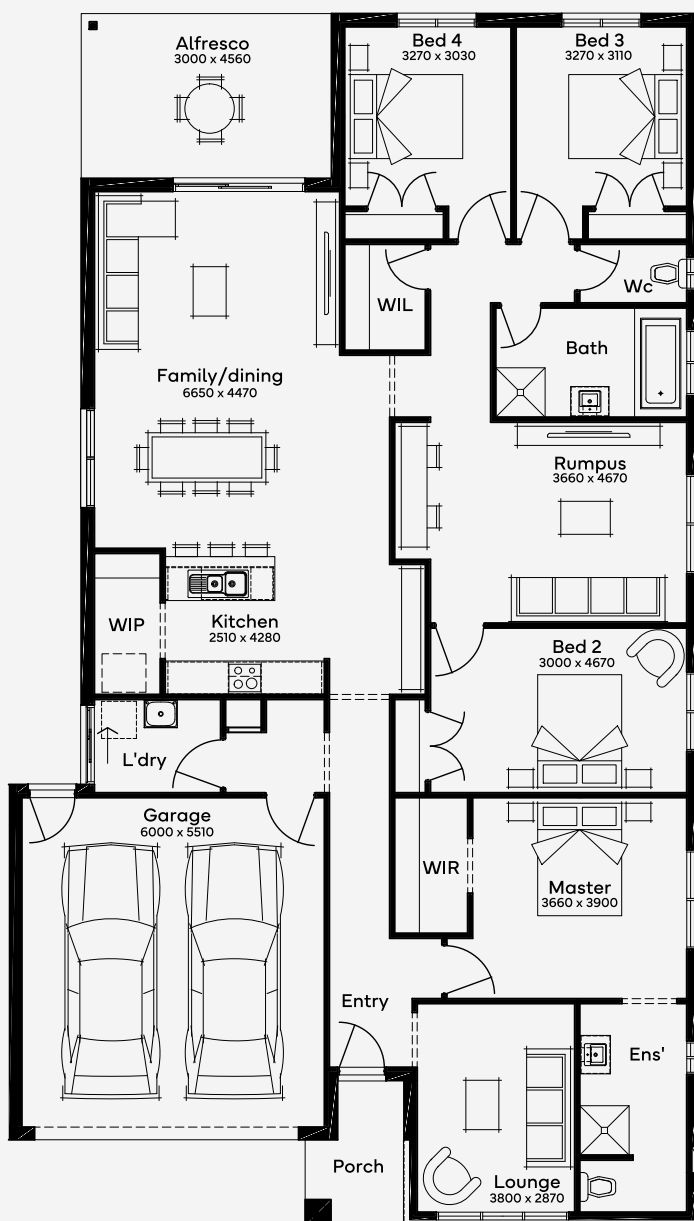 Alfresco
3000 x 4560
Bed 4
3270 x 3030
Bed 3
3270 x 3110
WIL
Wc
Bath
Family/dining
6650 x 4470
Rumpus
3660 x 4670
WIP
Kitchen
2510 x 4280
Bed 2
3000 x 4670
L'dry
Garage
6000 x 5510
WIR
Master
3660 x 3900
Entry
Ens'
Porch
Lounge
3800 x 2870